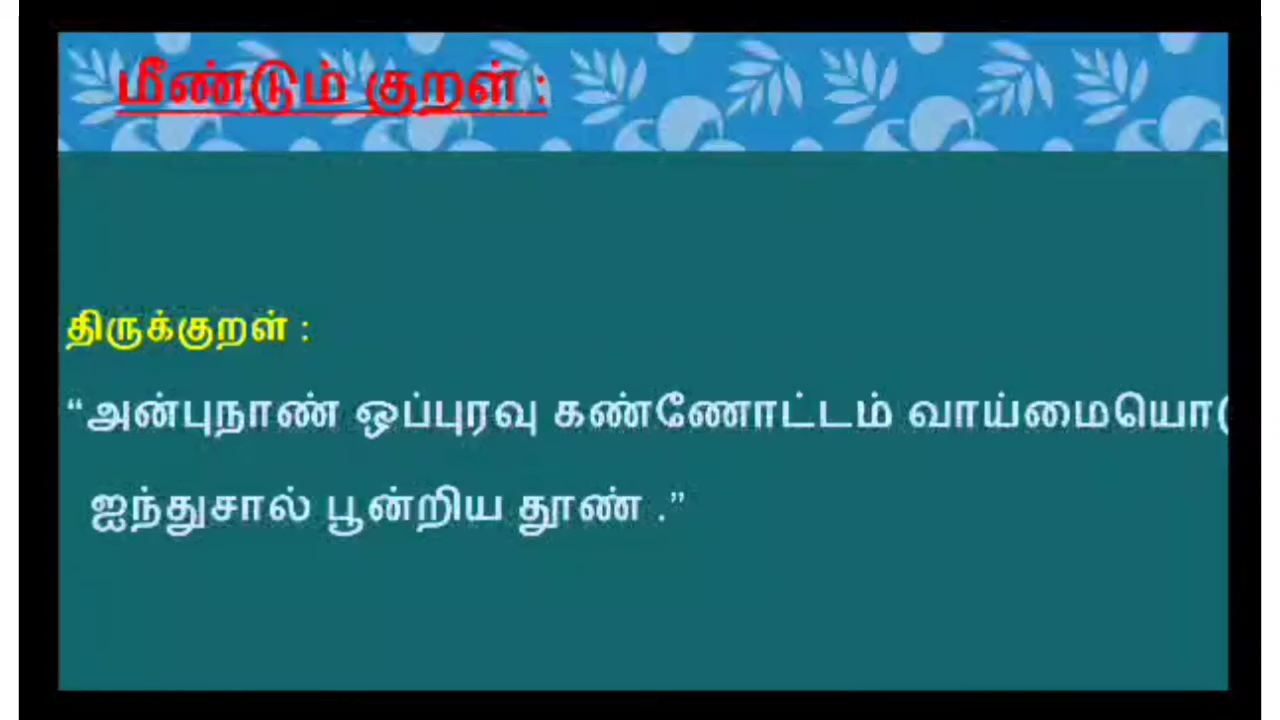 மீண்டும் குறள் :
திருக்குறள் :
“அன்புநாண் ஒப்புரவு கண்ணோட்டம்
ஐந்துசால் பூன்றிய தூண் .”